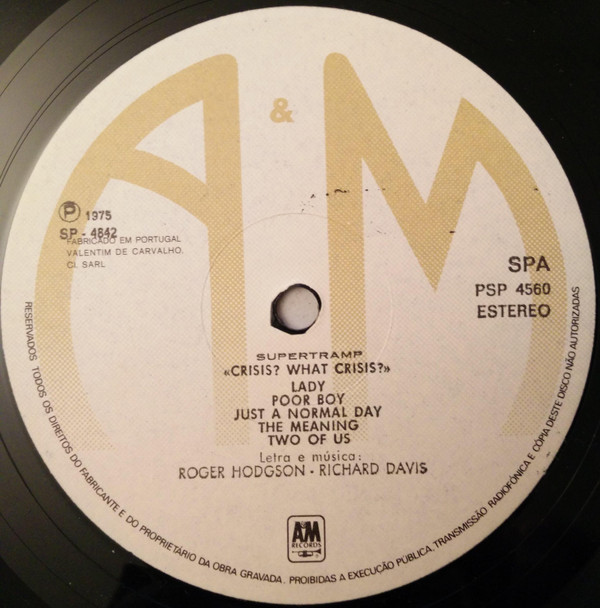 A & M
Ⓟ 1975
SP - 4842
FABRICADO EM PORTUGAL
VALENTIM DE CARVALHO,
CI. SARL
SPA
PSP 4560
ESTEREO
SUPERTRAMP
«CRISIS? WHAT CRISIS?»
LADY
POOR BOY
JUST A NORMAL DAY
THE MEANING
TWO OF US
Letra e música:
ROGER HODGSON - RICHARD DAVIS
A&M
RECORDS
RESERVADOS TODOS OS DIREITOS DO FABRICANTE E DO PROPRIETÁRIO DA OBRA GRAVADA. PROIBIDAS A EXECUÇÃO PÚBLICA, TRANSMISSÃO RADIOFÓNICA E CÓPIA DESTE DISCO NÃO AUTORIZADAS